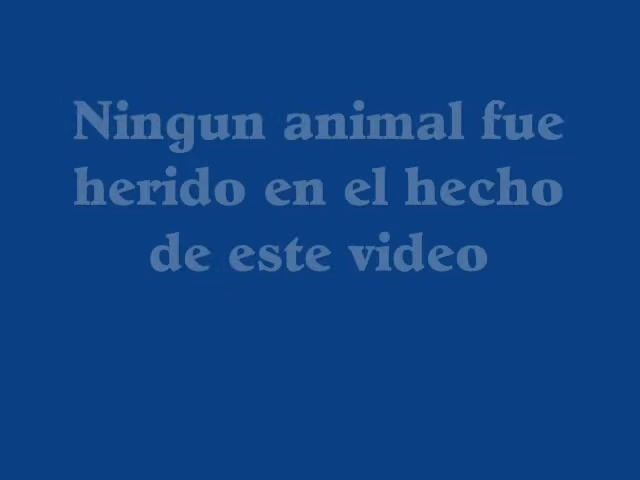 Ningun animal fue
herido en el hecho
de este video